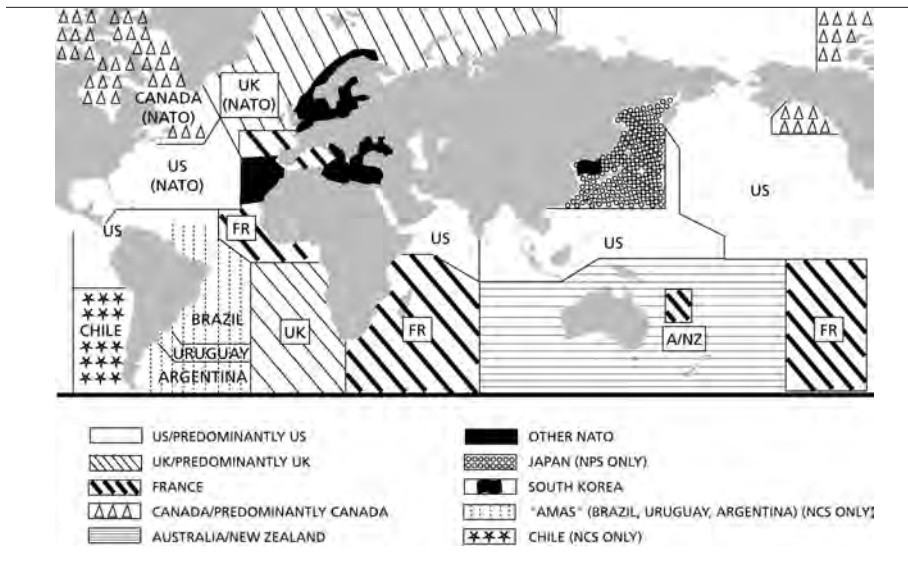 UK
(NATO)
CANADA
(NATO)
US
(NATO)
US
US
FR
US
US
CHILE
BRAZIL
UK
FR
A/NZ
FR
URUGUAY
ARGENTINA
US/PREDOMINANTLY US
UK/PREDOMINANTLY UK
FRANCE
CANADA/PREDOMINANTLY CANADA
AUSTRALIA/NEW ZEALAND
OTHER NATO
JAPAN (NPS ONLY)
SOUTH KOREA
"AMAS" (BRAZIL, URUGUAY, ARGENTINA) (NCS ONLY)
CHILE (NCS ONLY)